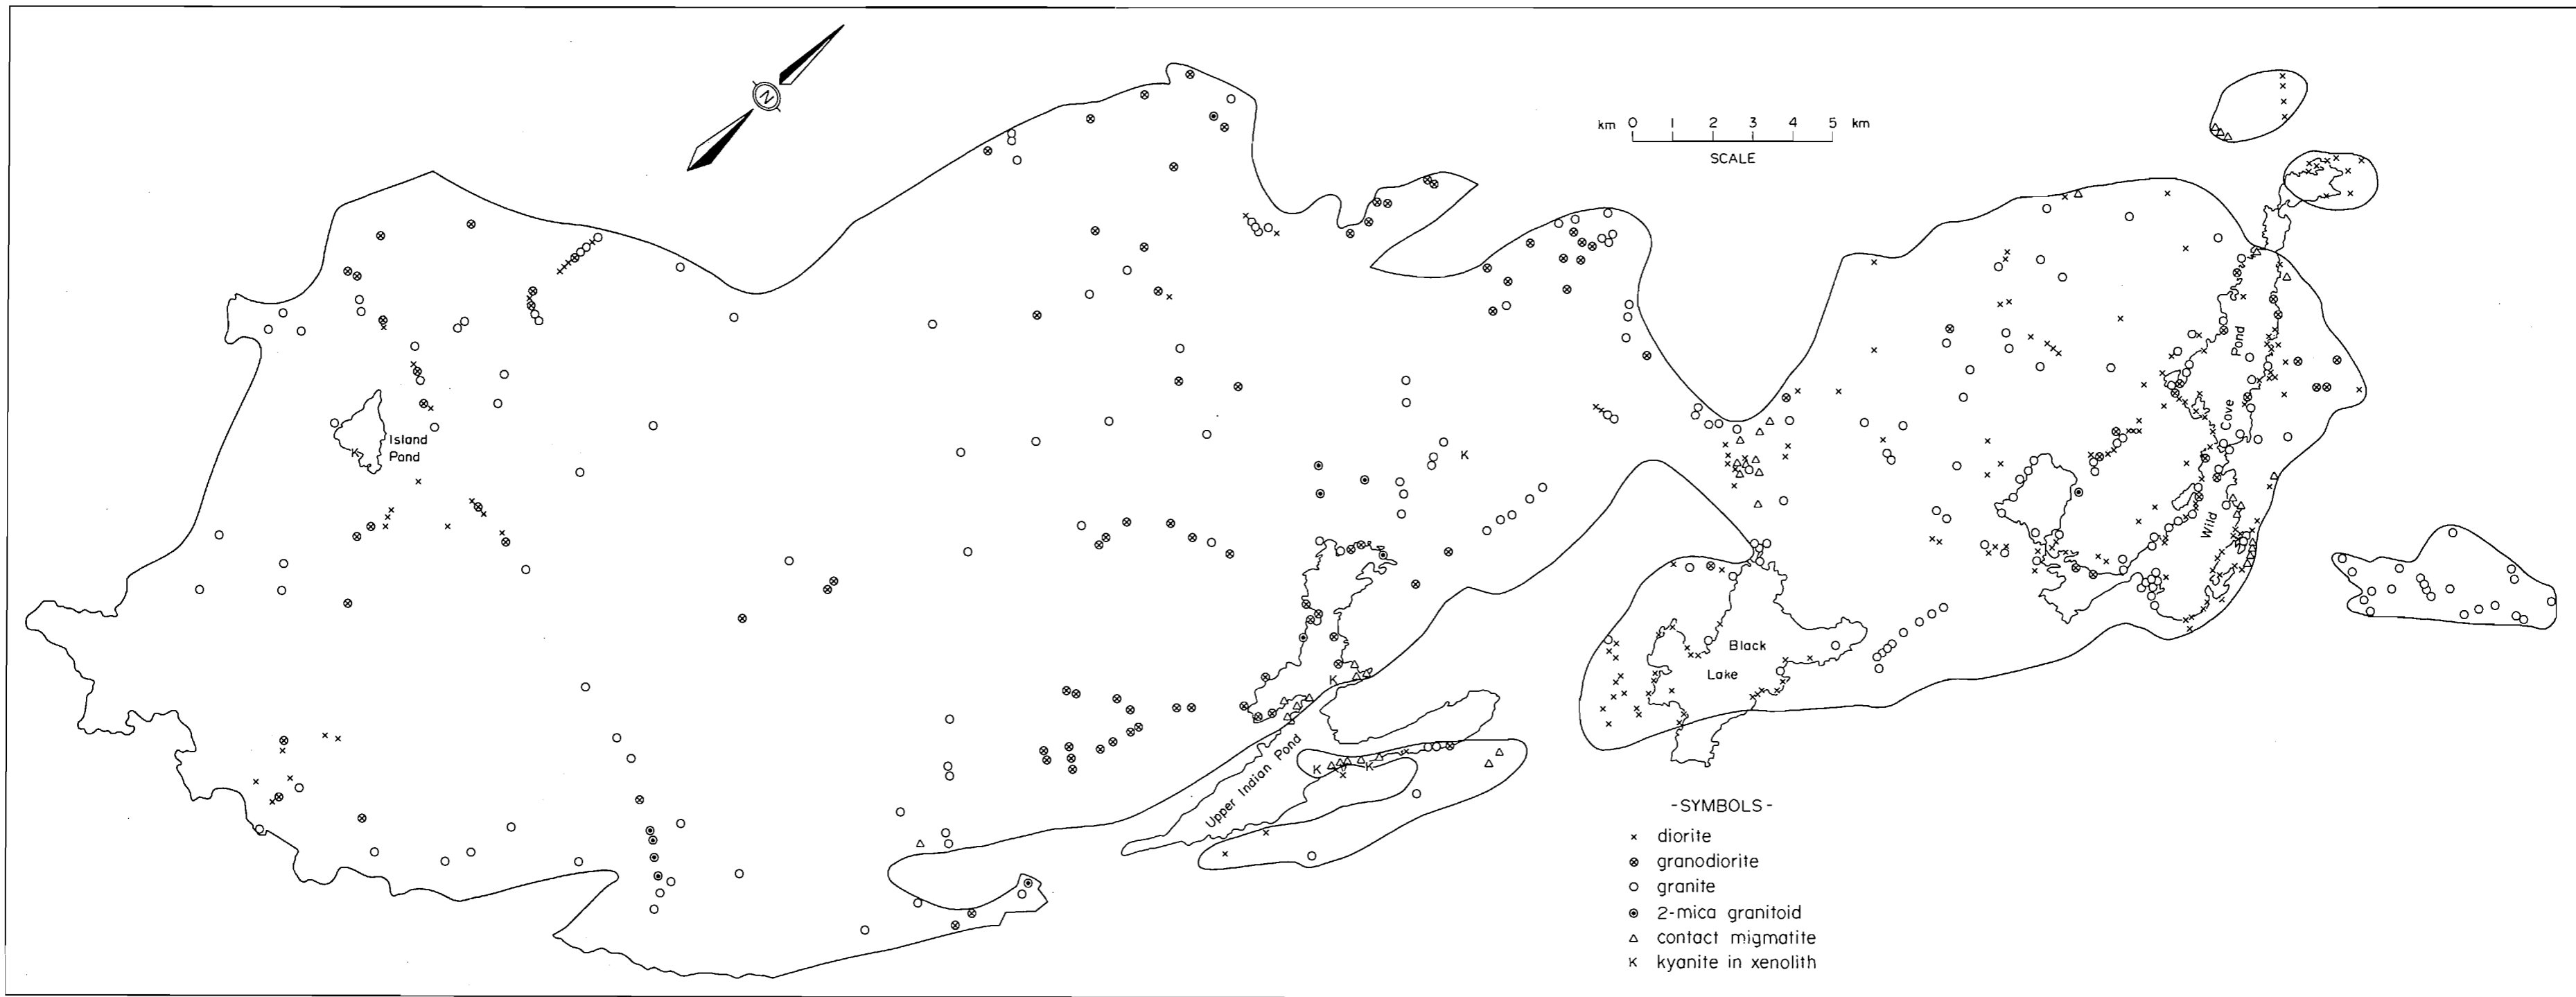 N
km 0 1 2 3 4 5 km
SCALE
Island
Pond
K
K
K
K
K
Pond
Cove
Wild
Black
Lake
Upper Indian Pond
-SYMBOLS-
x diorite
⊗ granodiorite
○ granite
⊙ 2-mica granitoid
△ contact migmatite
K kyanite in xenolith